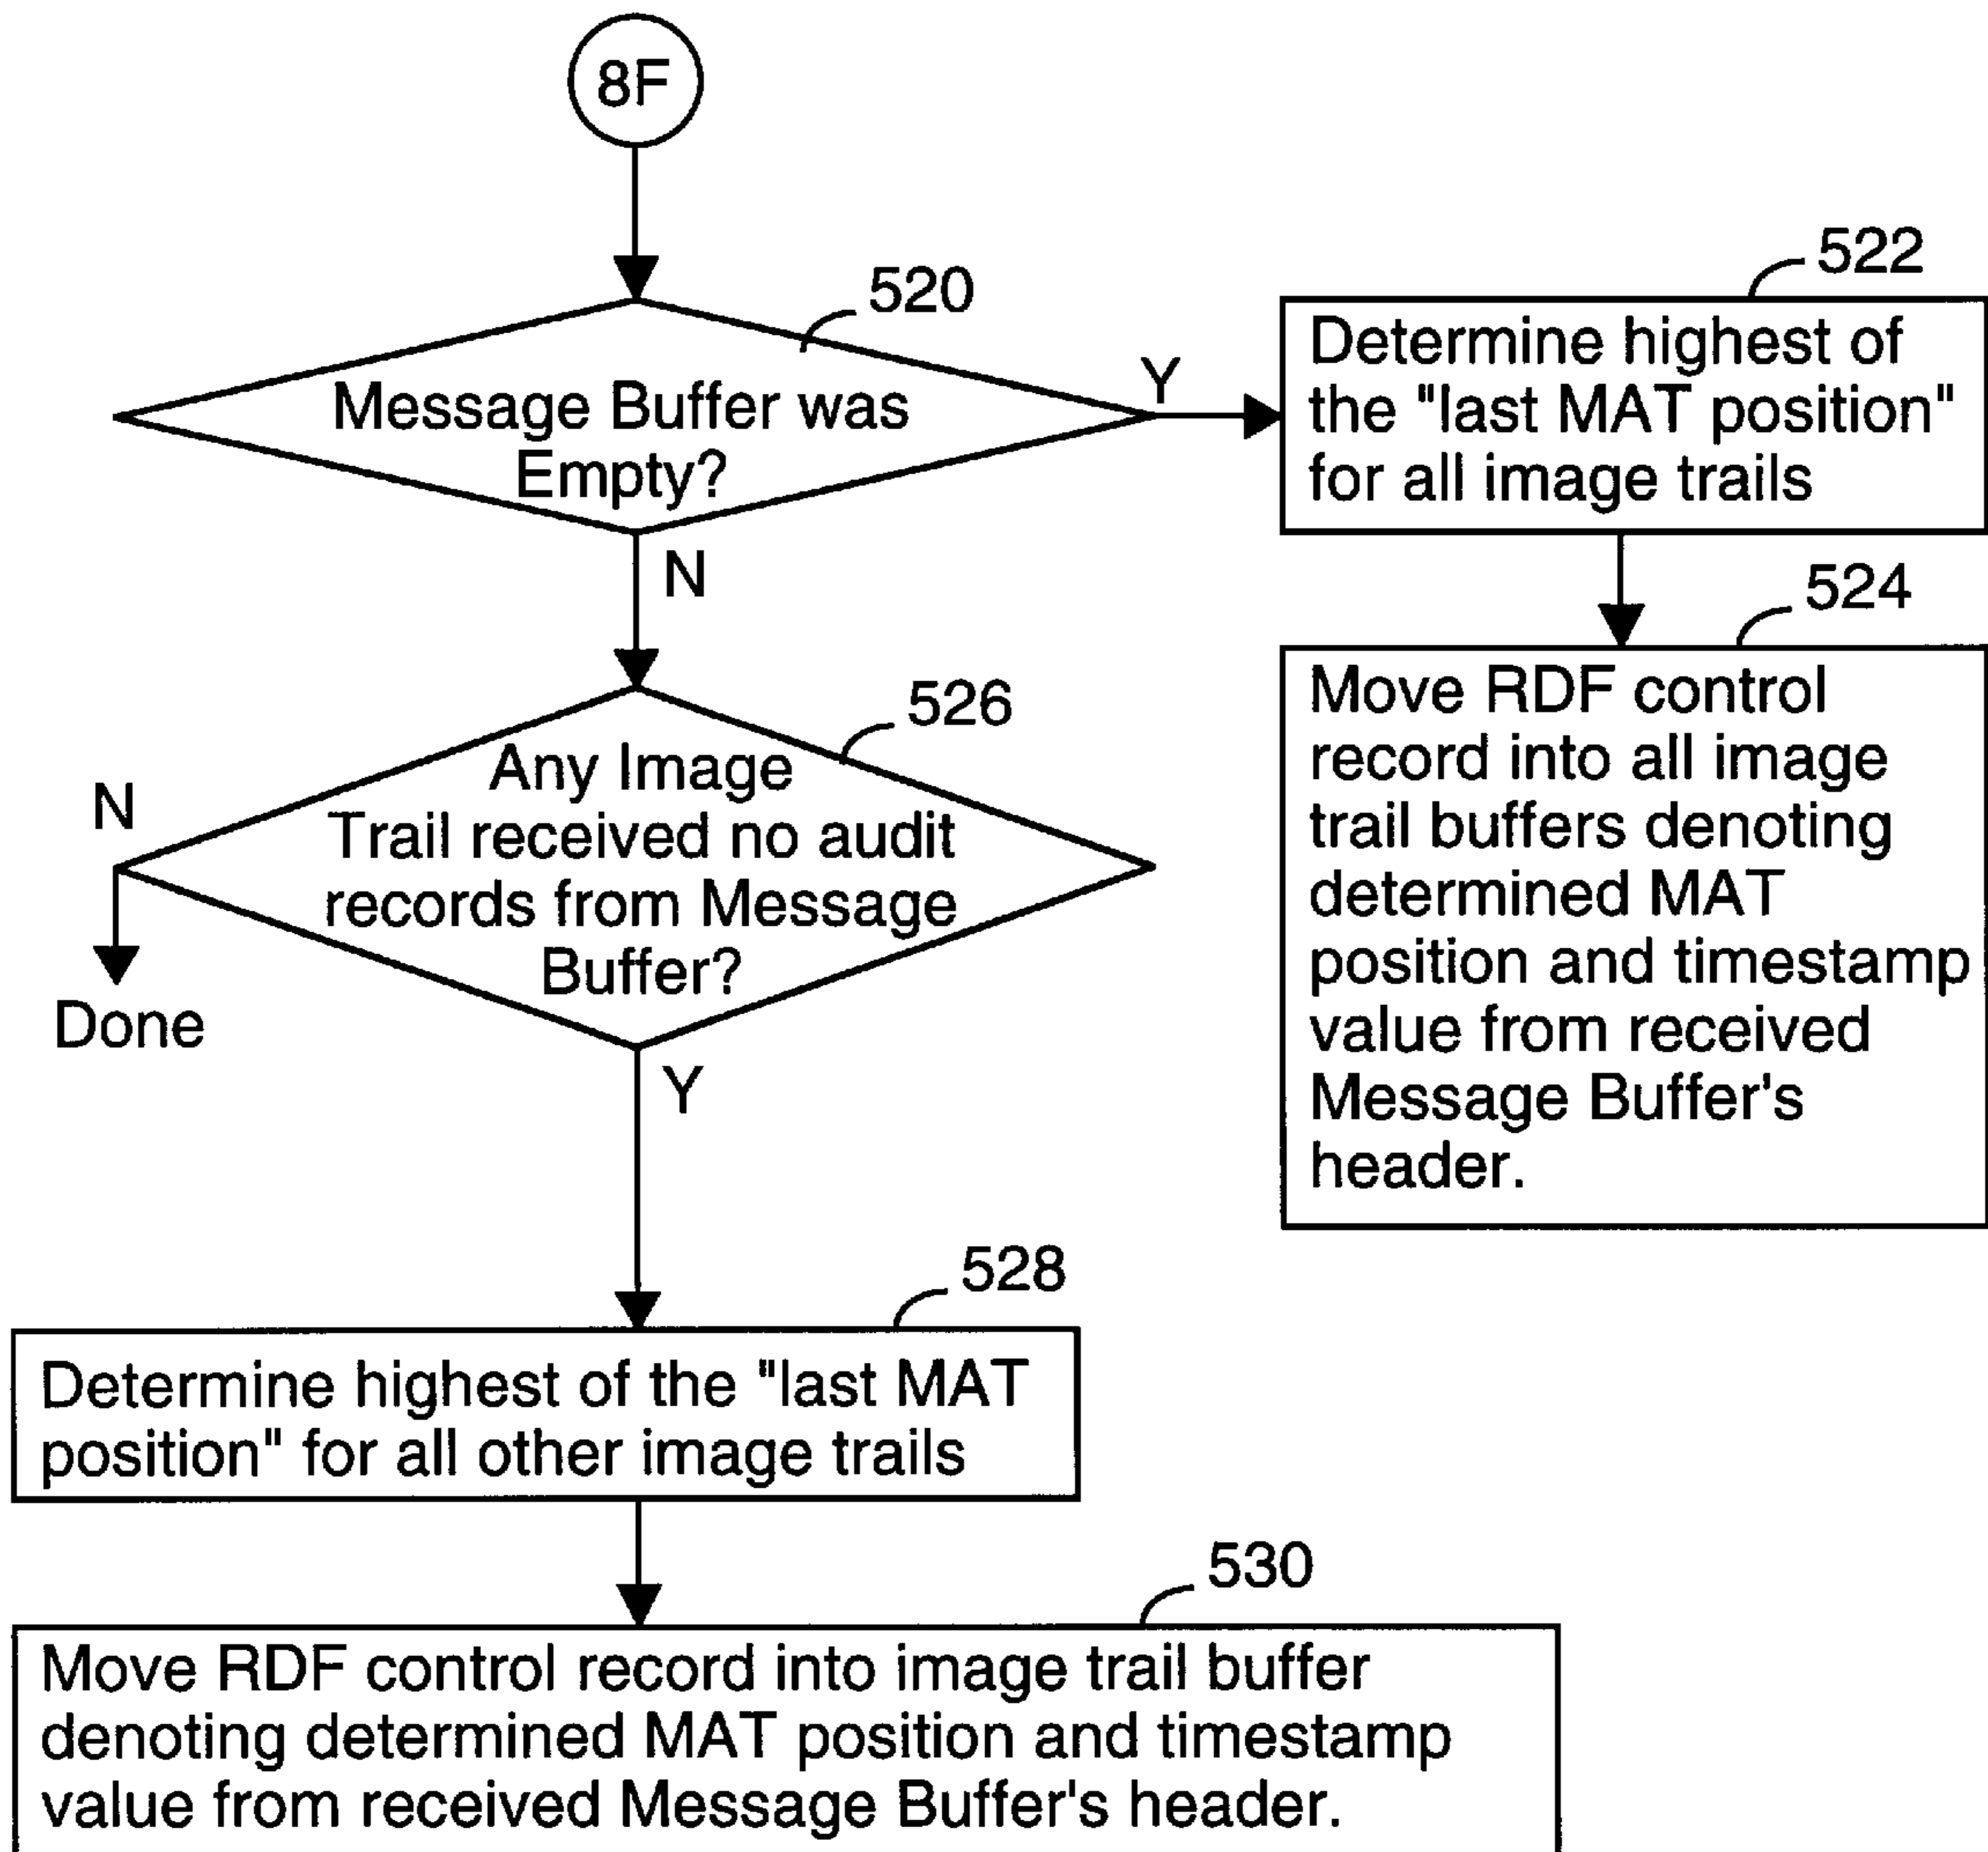 8F
520
Message Buffer was
Empty?
Y
N
522
Determine highest of
the "last MAT position"
for all image trails
524
Move RDF control
record into all image
trail buffers denoting
determined MAT
position and timestamp
value from received
Message Buffer's
header.
526
Any Image
Trail received no audit
records from Message
Buffer?
N
Done
Y
528
Determine highest of the "last MAT
position" for all other image trails
530
Move RDF control record into image trail buffer
denoting determined MAT position and timestamp
value from received Message Buffer's header.